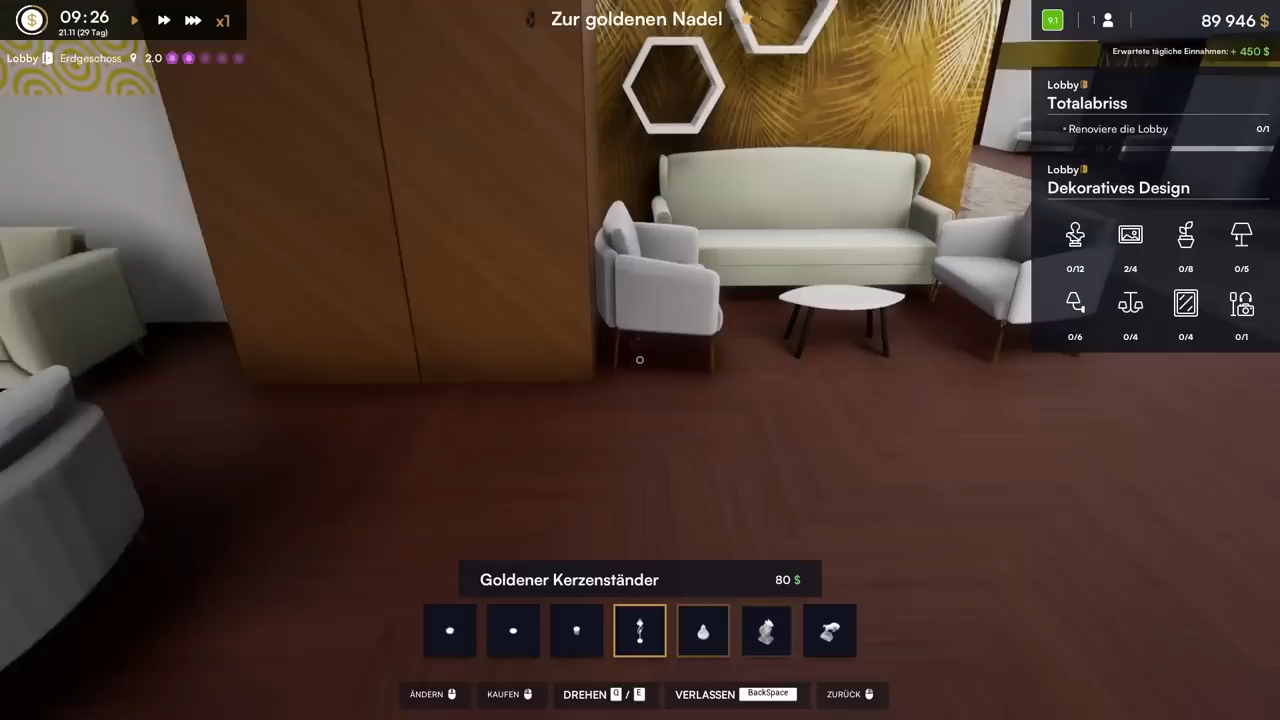 $ 09:26 x1
21.11 (29 Tag)
Lobby Erdgeschoss 2.0
Zur goldenen Nadel
9.1 1 89 946 $
Erwartete tägliche Einnahmen: + 450 $
Lobby
Totalabriss
• Renoviere die Lobby 0/1
Lobby
Dekoratives Design
0/12 2/4 0/8 0/5
0/6 0/4 0/4 0/1
Goldener Kerzenständer 80 $
ÄNDERN KAUFEN DREHEN Q / E VERLASSEN BackSpace ZURÜCK